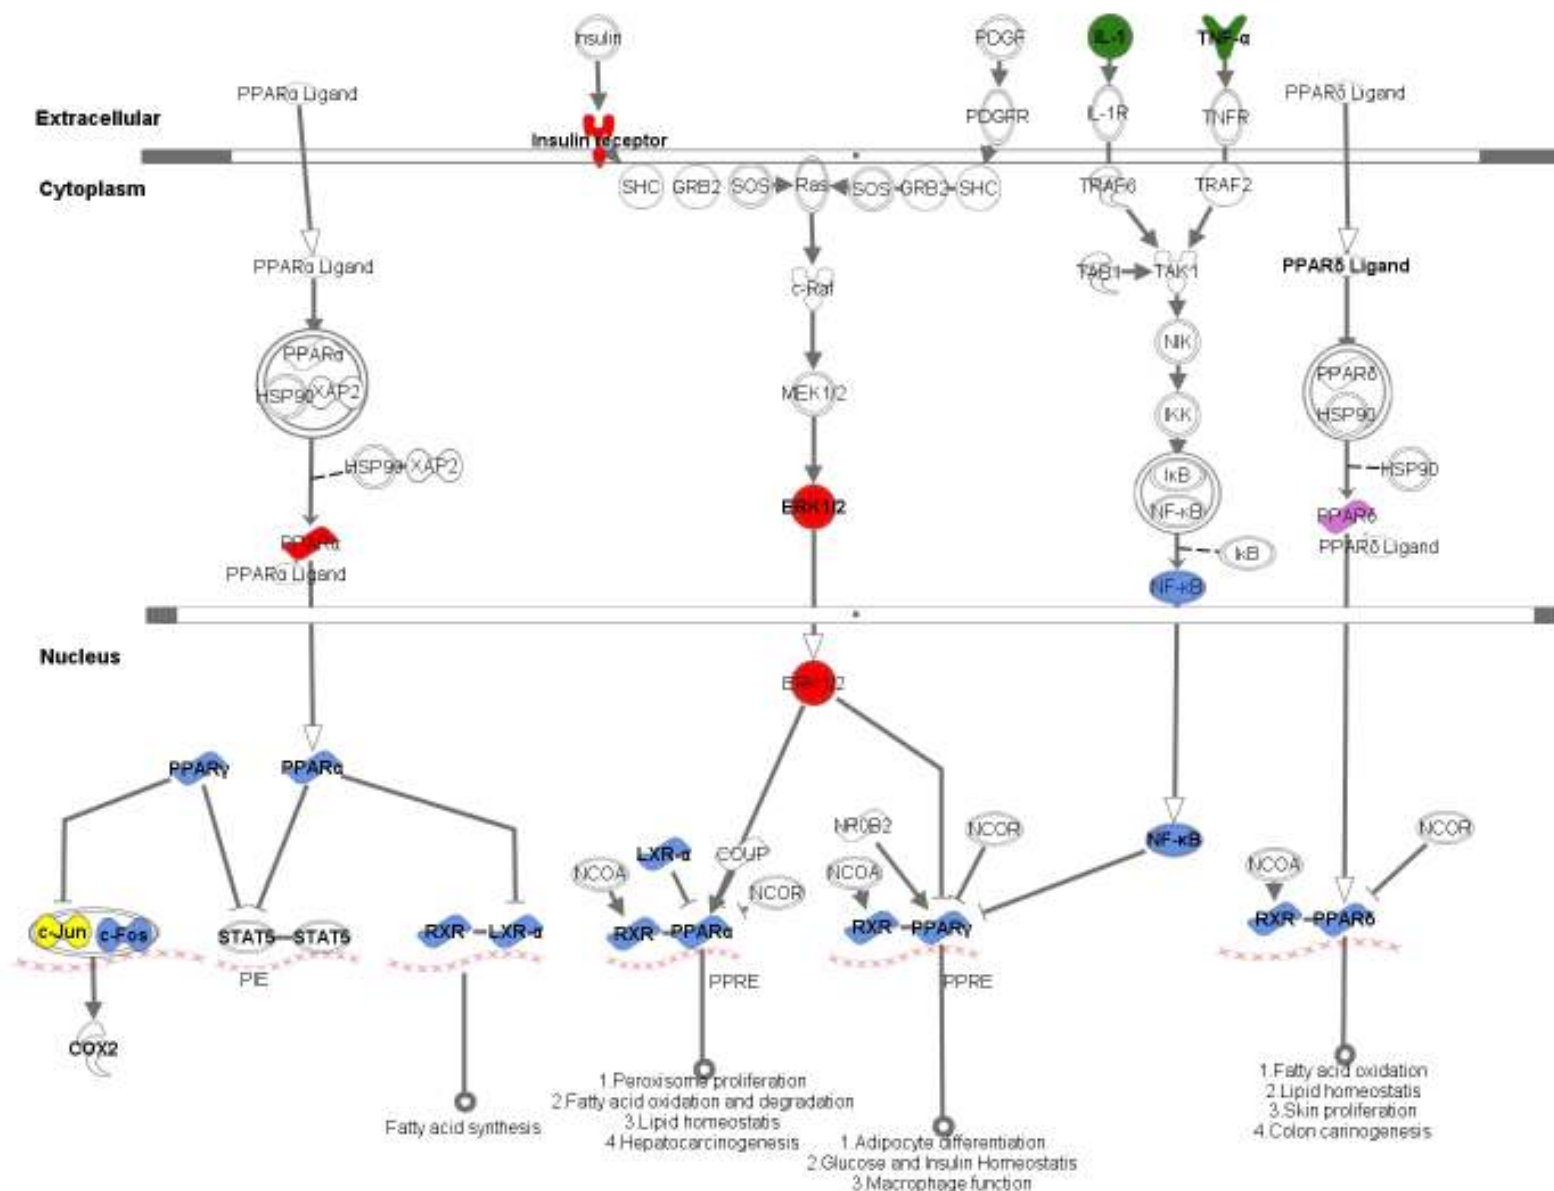 Insulin
PDGF
IL-1
TNF-α
PPARα Ligand
PPARδ Ligand
Extracellular
PDGFR
IL-1R
TNFR
Insulin receptor
Cytoplasm
SHC
GRB2
SOS
Ras
SOS
GRB2
SHC
TRAF6
TRAF2
PPARα Ligand
TAB1
TAK1
PPARδ Ligand
c-Raf
NIK
PPARα
PPARδ
HSP90
XAP2
MEK1/2
IKK
HSP90
HSP90
XAP2
IκB
HSP90
ERK1/2
NF-κB
PPARδ
PPARα
PPARα Ligand
IκB
PPARδ Ligand
NF-κB
Nucleus
ERK1/2
PPARγ
PPARα
NR0B2
NCOR
NF-κB
NCOR
LXR-α
COUP
NCOA
NCOR
NCOA
NCOA
c-Jun
c-Fos
STAT5
STAT5
RXR
LXR-α
RXR
PPARα
RXR
PPARγ
RXR
PPARδ
PIE
PPRE
PPRE
COX2
Fatty acid synthesis
1.Peroxisome proliferation
2.Fatty acid oxidation and degradation
3.Lipid homeostatis
4.Hepatocarcinogenesis
1.Adipocyte differentiation
2.Glucose and Insulin Homeostatis
3.Macrophage function
1.Fatty acid oxidation
2.Lipid homeostatis
3.Skin proliferation
4.Colon carinogenesis